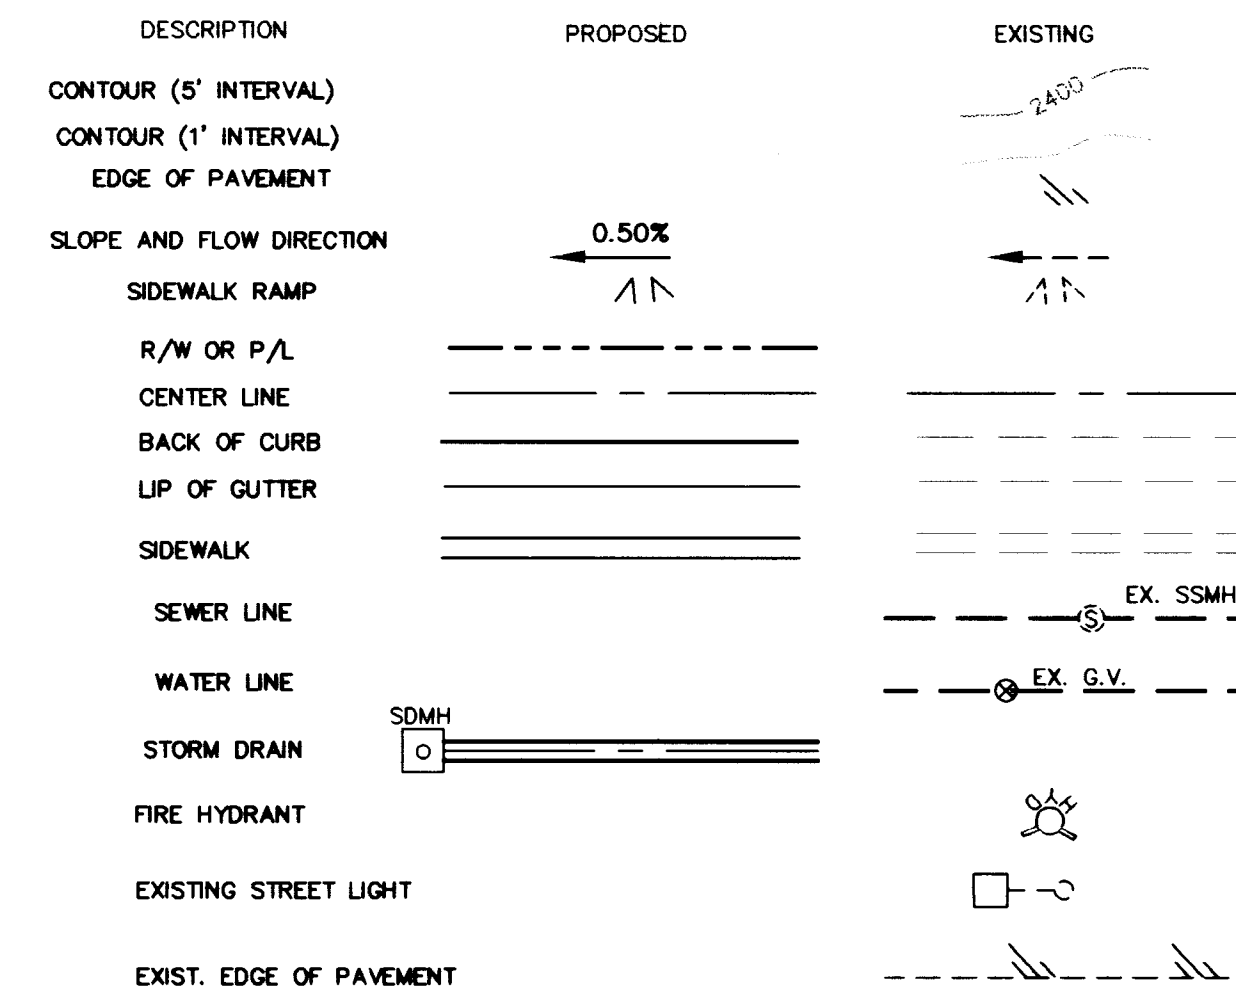 DESCRIPTION PROPOSED EXISTING
CONTOUR (5' INTERVAL) 2400
CONTOUR (1' INTERVAL)
EDGE OF PAVEMENT
SLOPE AND FLOW DIRECTION 0.50%
SIDEWALK RAMP
R/W OR P/L
CENTER LINE
BACK OF CURB
LIP OF GUTTER
SIDEWALK
SEWER LINE S EX. SSMH
WATER LINE EX. G.V.
SDMH
STORM DRAIN
FIRE HYDRANT HYD
EXISTING STREET LIGHT
EXIST. EDGE OF PAVEMENT